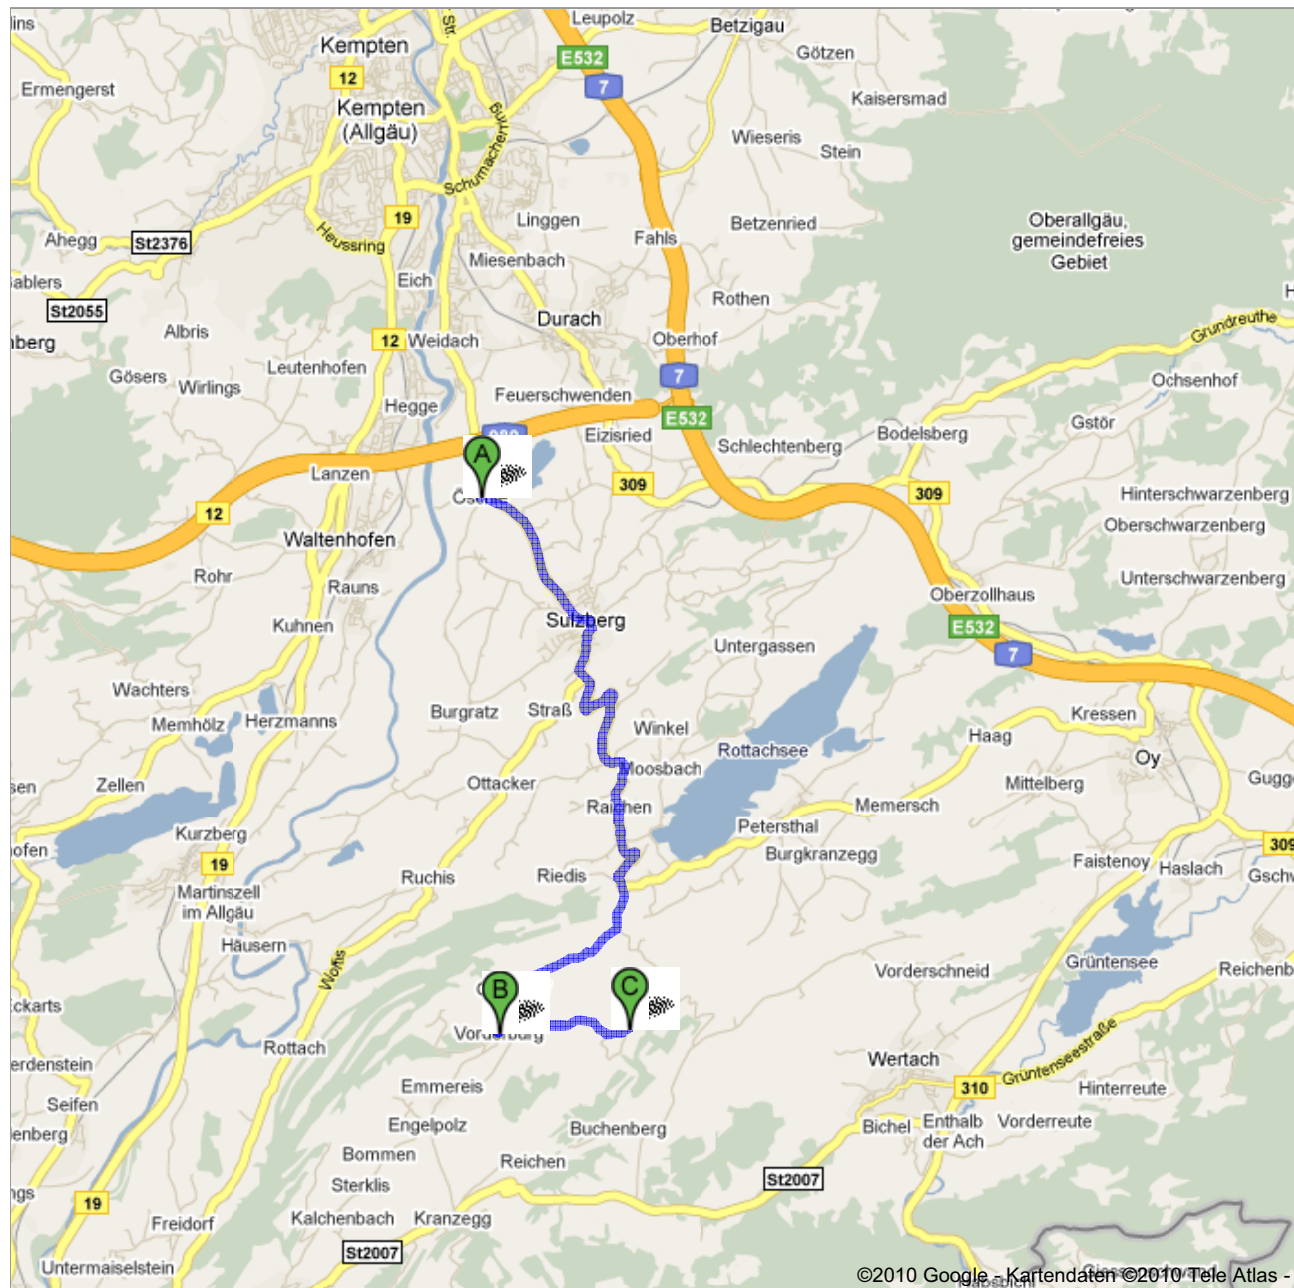 Leupolz
Betzigau
Kempten
E532
Götzen
12
7
Ermengerst
Kaisersmad
Kempten
(Allgäu)
Schumacherring
Wieseris
Stein
19
Linggen
Betzenried
Oberallgäu,
gemeindefreies
Gebiet
Ahegg
St2376
Heussring
Fahls
Miesenbach
Eich
Rothen
St2055
Durach
Grundreuthe
Albris
12
Weidach
Oberhof
Leutenhofen
7
Gösers
Wirlings
Ochsenhof
Feuerschwenden
Hegge
E532
Gstör
Eizisried
Bodelsberg
Schlechtenberg
A
Lanzen
309
309
Hinterschwarzenberg
12
Oberschwarzenberg
Waltenhofen
Rohr
Rauns
Unterschwarzenberg
Oberzollhaus
Kuhnen
Sulzberg
E532
Untergassen
7
Wachters
Memhölz
Herzmanns
Burgratz
Straß
Winkel
Kressen
Haag
Rottachsee
Oy
Moosbach
Zellen
Ottacker
Mittelberg
Memersch
Kurzberg
Petersthal
Burgkranzegg
309
19
Faistenoy
Haslach
Ruchis
Riedis
Martinszell
im Allgäu
Häusern
Grüntensee
Vorderschneid
B
C
Vorderburg
Rottach
Wertach
Grüntenseestraße
Emmereis
310
Hinterreute
Seifen
Engelpolz
Buchenberg
Bichel
Enthalb
der Ach
Vorderreute
Bommen
Reichen
Sterklis
St2007
19
Freidorf
Kalchenbach
Kranzegg
St2007
Untermaiselstein
©2010 Google - Kartendaten ©2010 Tele Atlas -